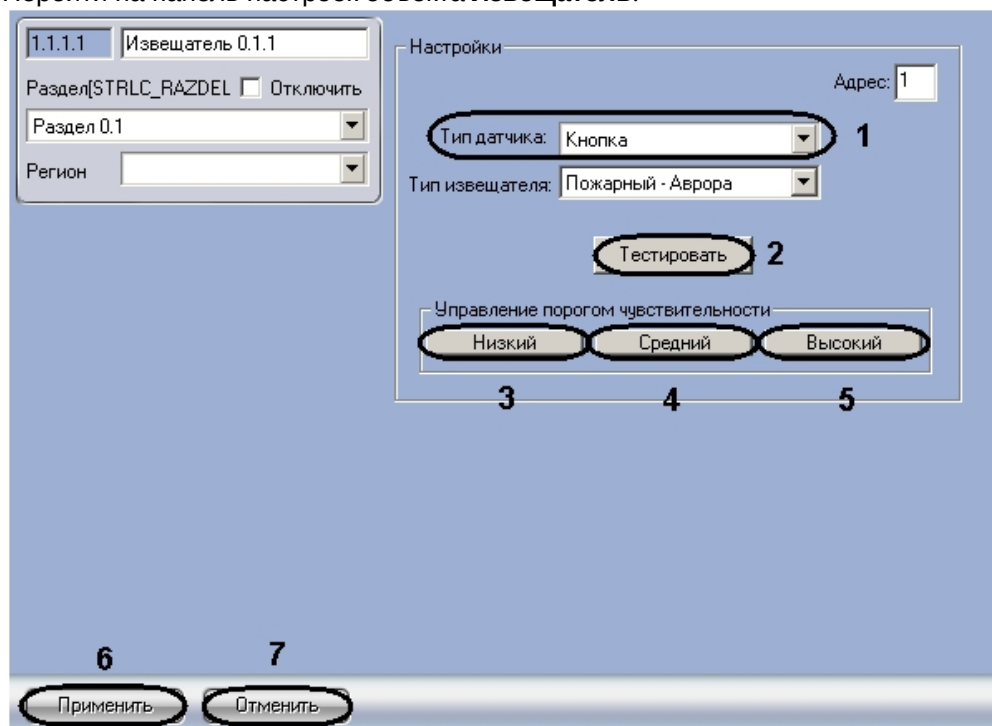 Перейти на панель настроек объекта Извещатель.
1.1.1.1 Извещатель 0.1.1
Раздел[STRLC_RAZDEL Отключить
Раздел 0.1
Регион
Настройки
Адрес: 1
Тип датчика: Кнопка 1
Тип извещателя: Пожарный - Аврора
Тестировать 2
Управление порогом чувствительности
Низкий Средний Высокий
3 4 5
6 7
Применить Отменить